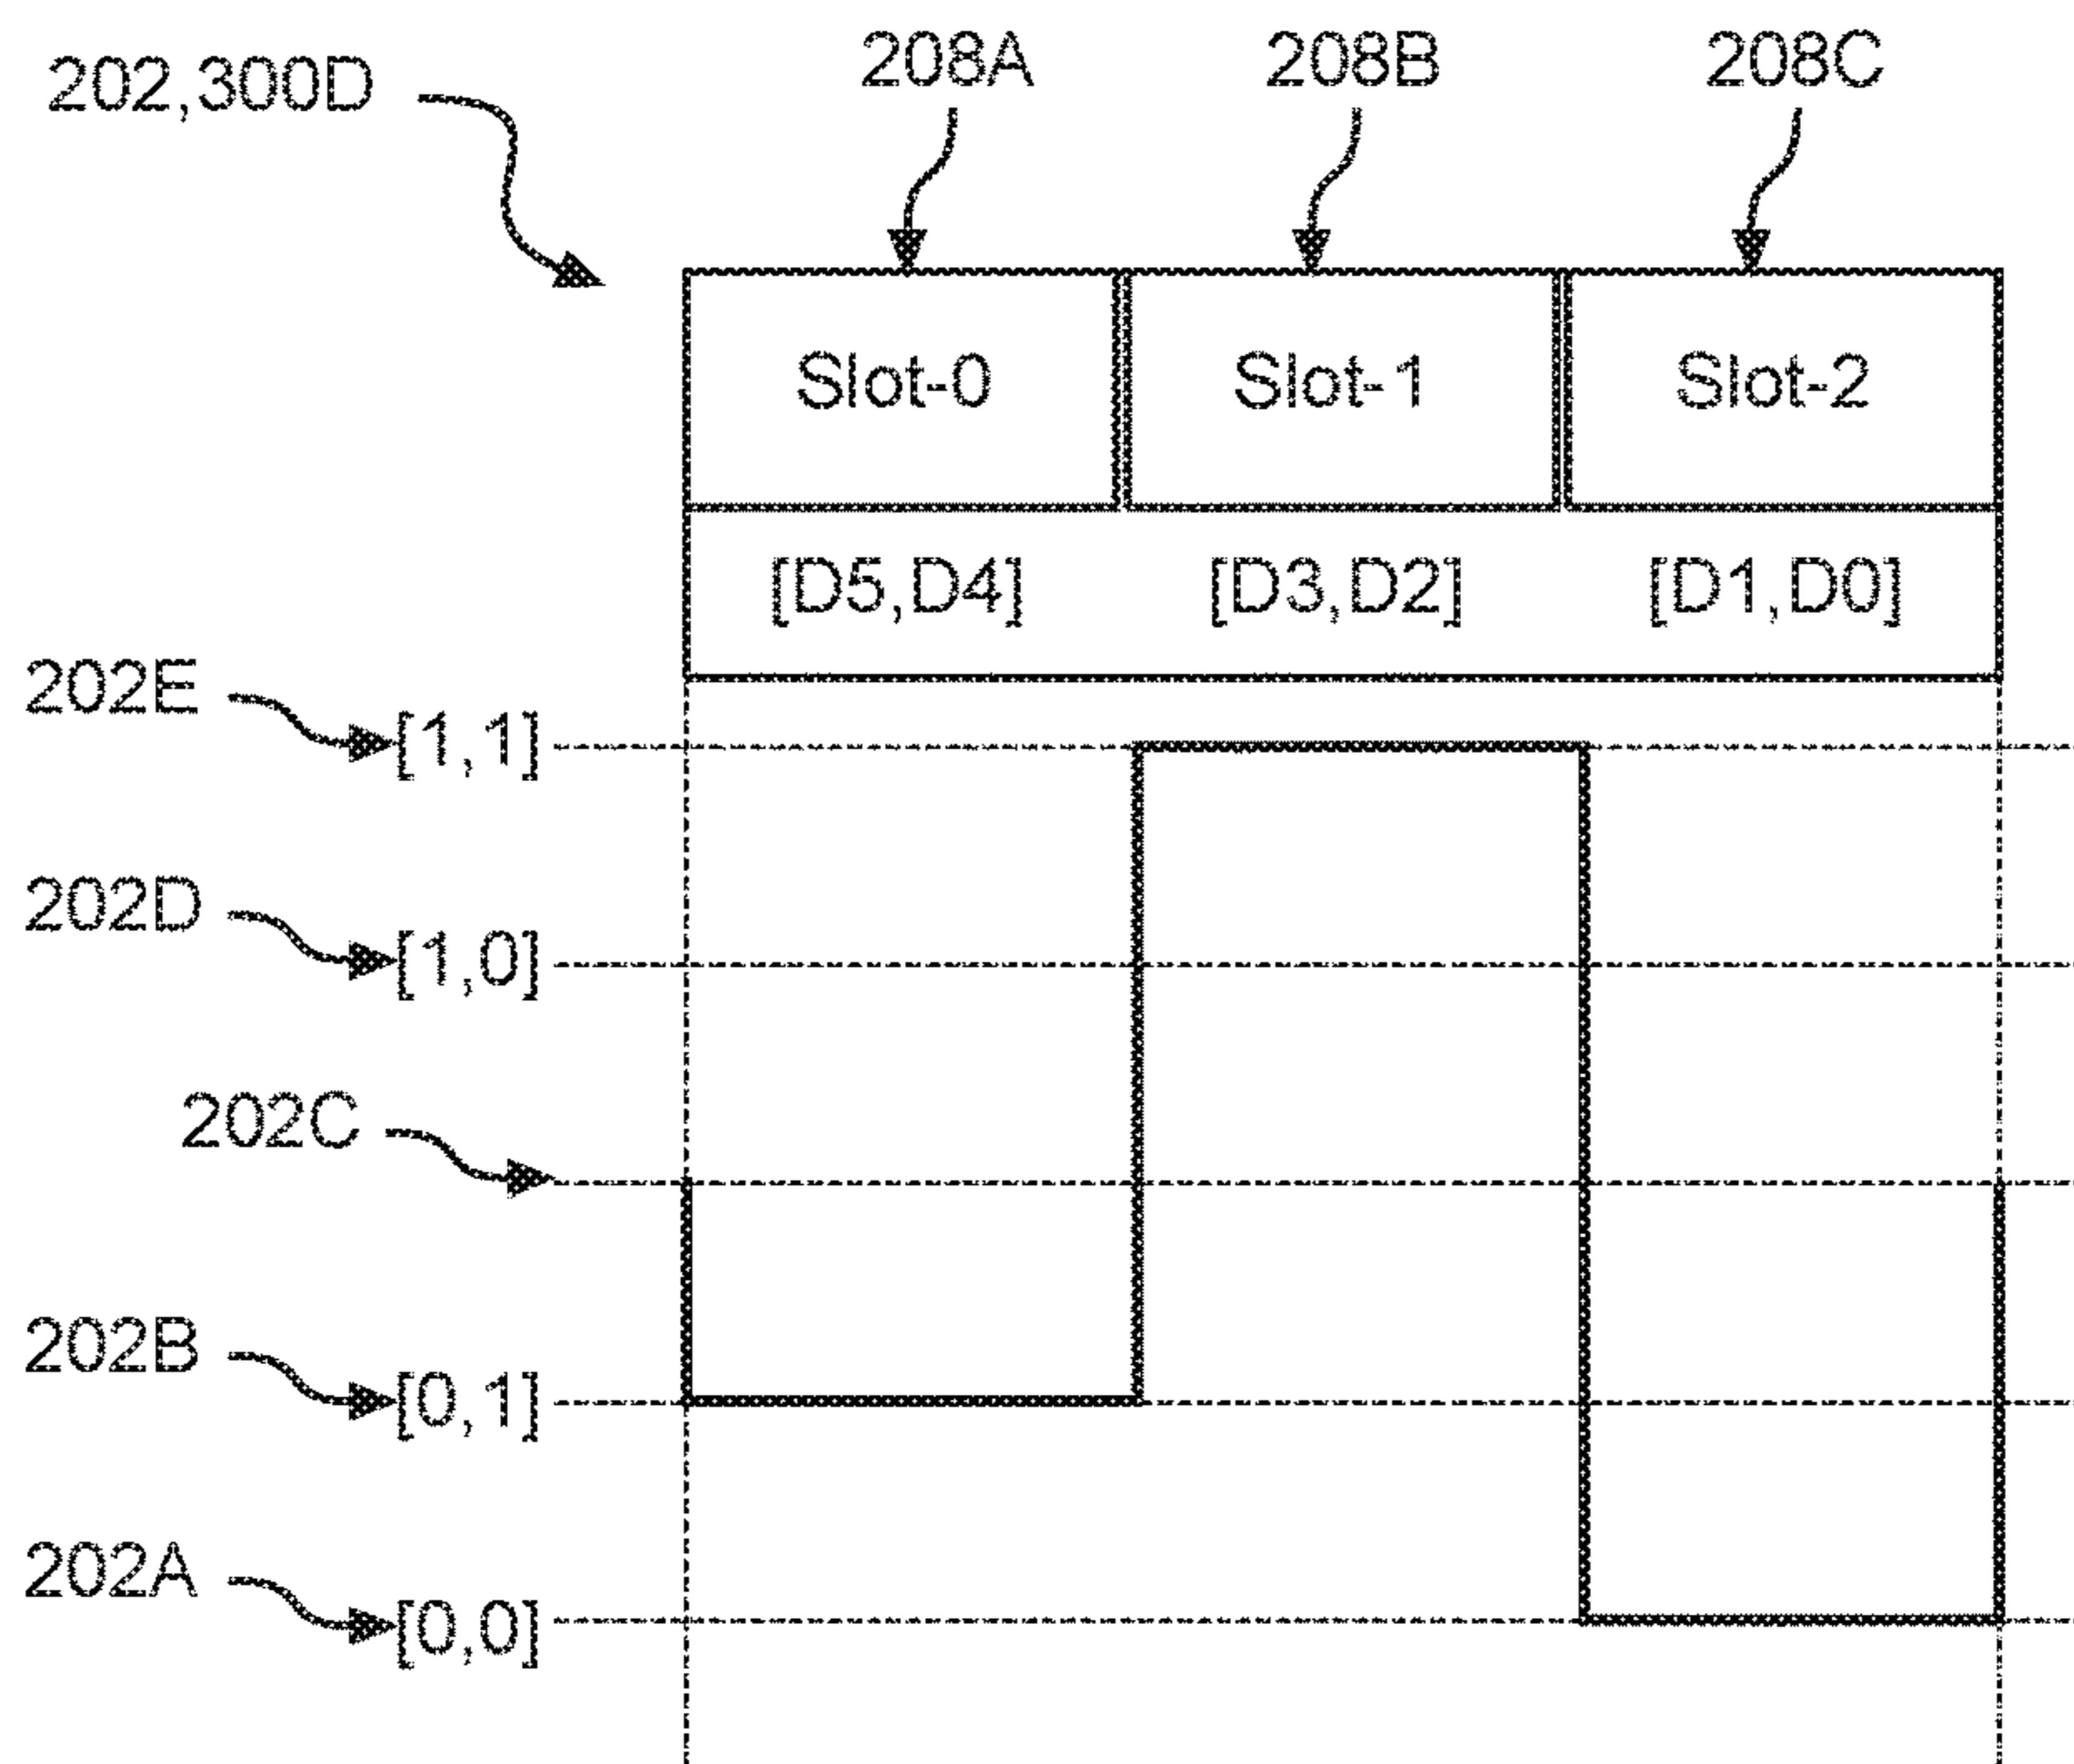 202,300D 208A 208B 208C
Slot-0 Slot-1 Slot-2
[D5,D4] [D3,D2] [D1,D0]
202E [1,1]
202D [1,0]
202C
202B [0,1]
202A [0,0]